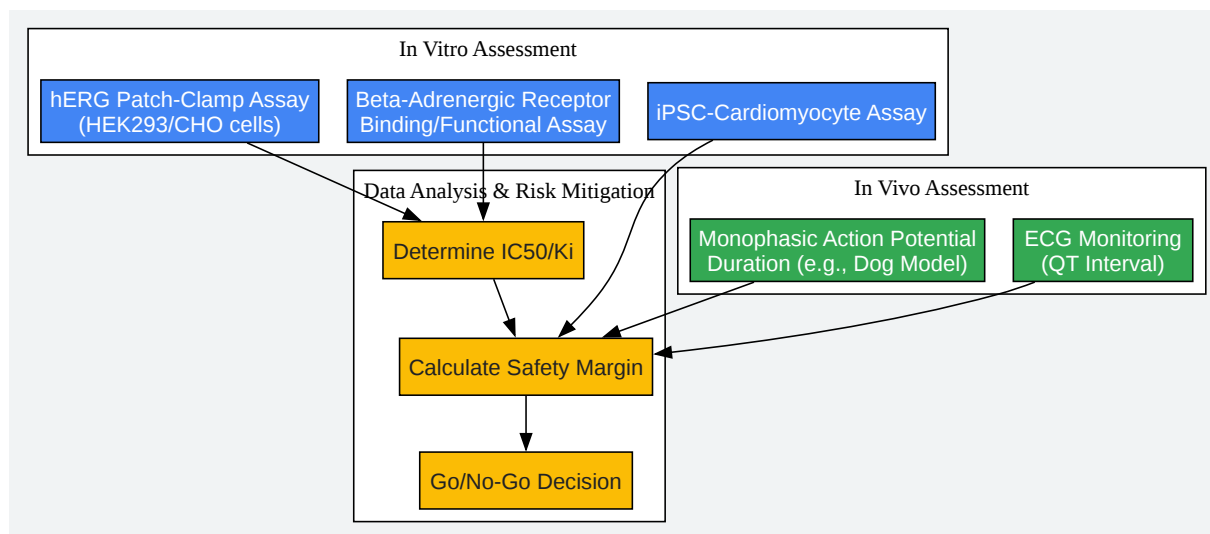 In Vitro Assessment
hERG Patch-Clamp Assay
(HEK293/CHO cells)
Beta-Adrenergic Receptor
Binding/Functional Assay
iPSC-Cardiomyocyte Assay
Data Analysis & Risk Mitigation
In Vivo Assessment
Determine IC50/Ki
Monophasic Action Potential
Duration (e.g., Dog Model)
ECG Monitoring
(QT Interval)
Calculate Safety Margin
Go/No-Go Decision